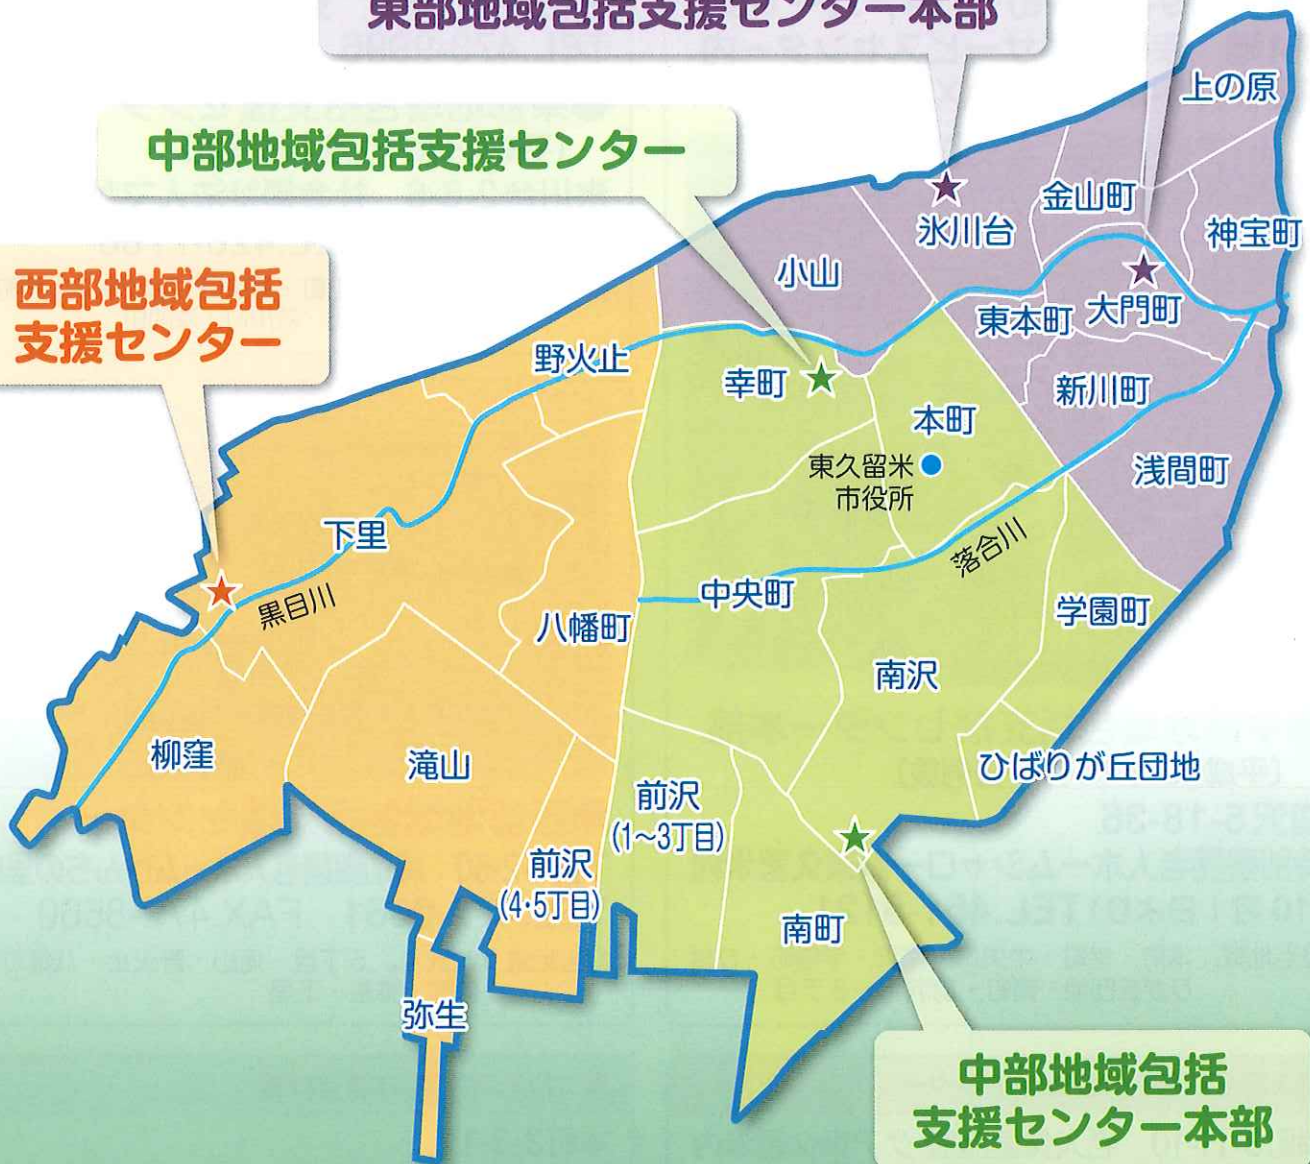 東部地域包括支援センター本部
中部地域包括支援センター
西部地域包括
支援センター
上の原
金山町
氷川台
神宝町
小山
東本町
大門町
野火止
幸町
新川町
本町
東久留米
市役所
浅間町
下里
落合川
黒目川
中央町
学園町
八幡町
南沢
柳窪
滝山
ひばりが丘団地
前沢
(1〜3丁目)
前沢
(4・5丁目)
南町
弥生
中部地域包括
支援センター本部